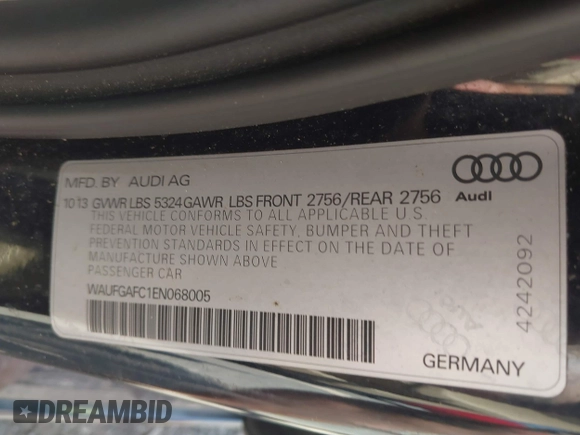 MFD. BY AUDI AG
10 13 GVWR LBS 5324 GAWR LBS FRONT 2756/REAR 2756
THIS VEHICLE CONFORMS TO ALL APPLICABLE U.S.
FEDERAL MOTOR VEHICLE SAFETY, BUMPER AND THEFT
PREVENTION STANDARDS IN EFFECT ON THE DATE OF
MANUFACTURE SHOWN ABOVE
PASSENGER CAR
WAUFGAFC1EN068005
Audi
4242092
GERMANY
DREAMBID